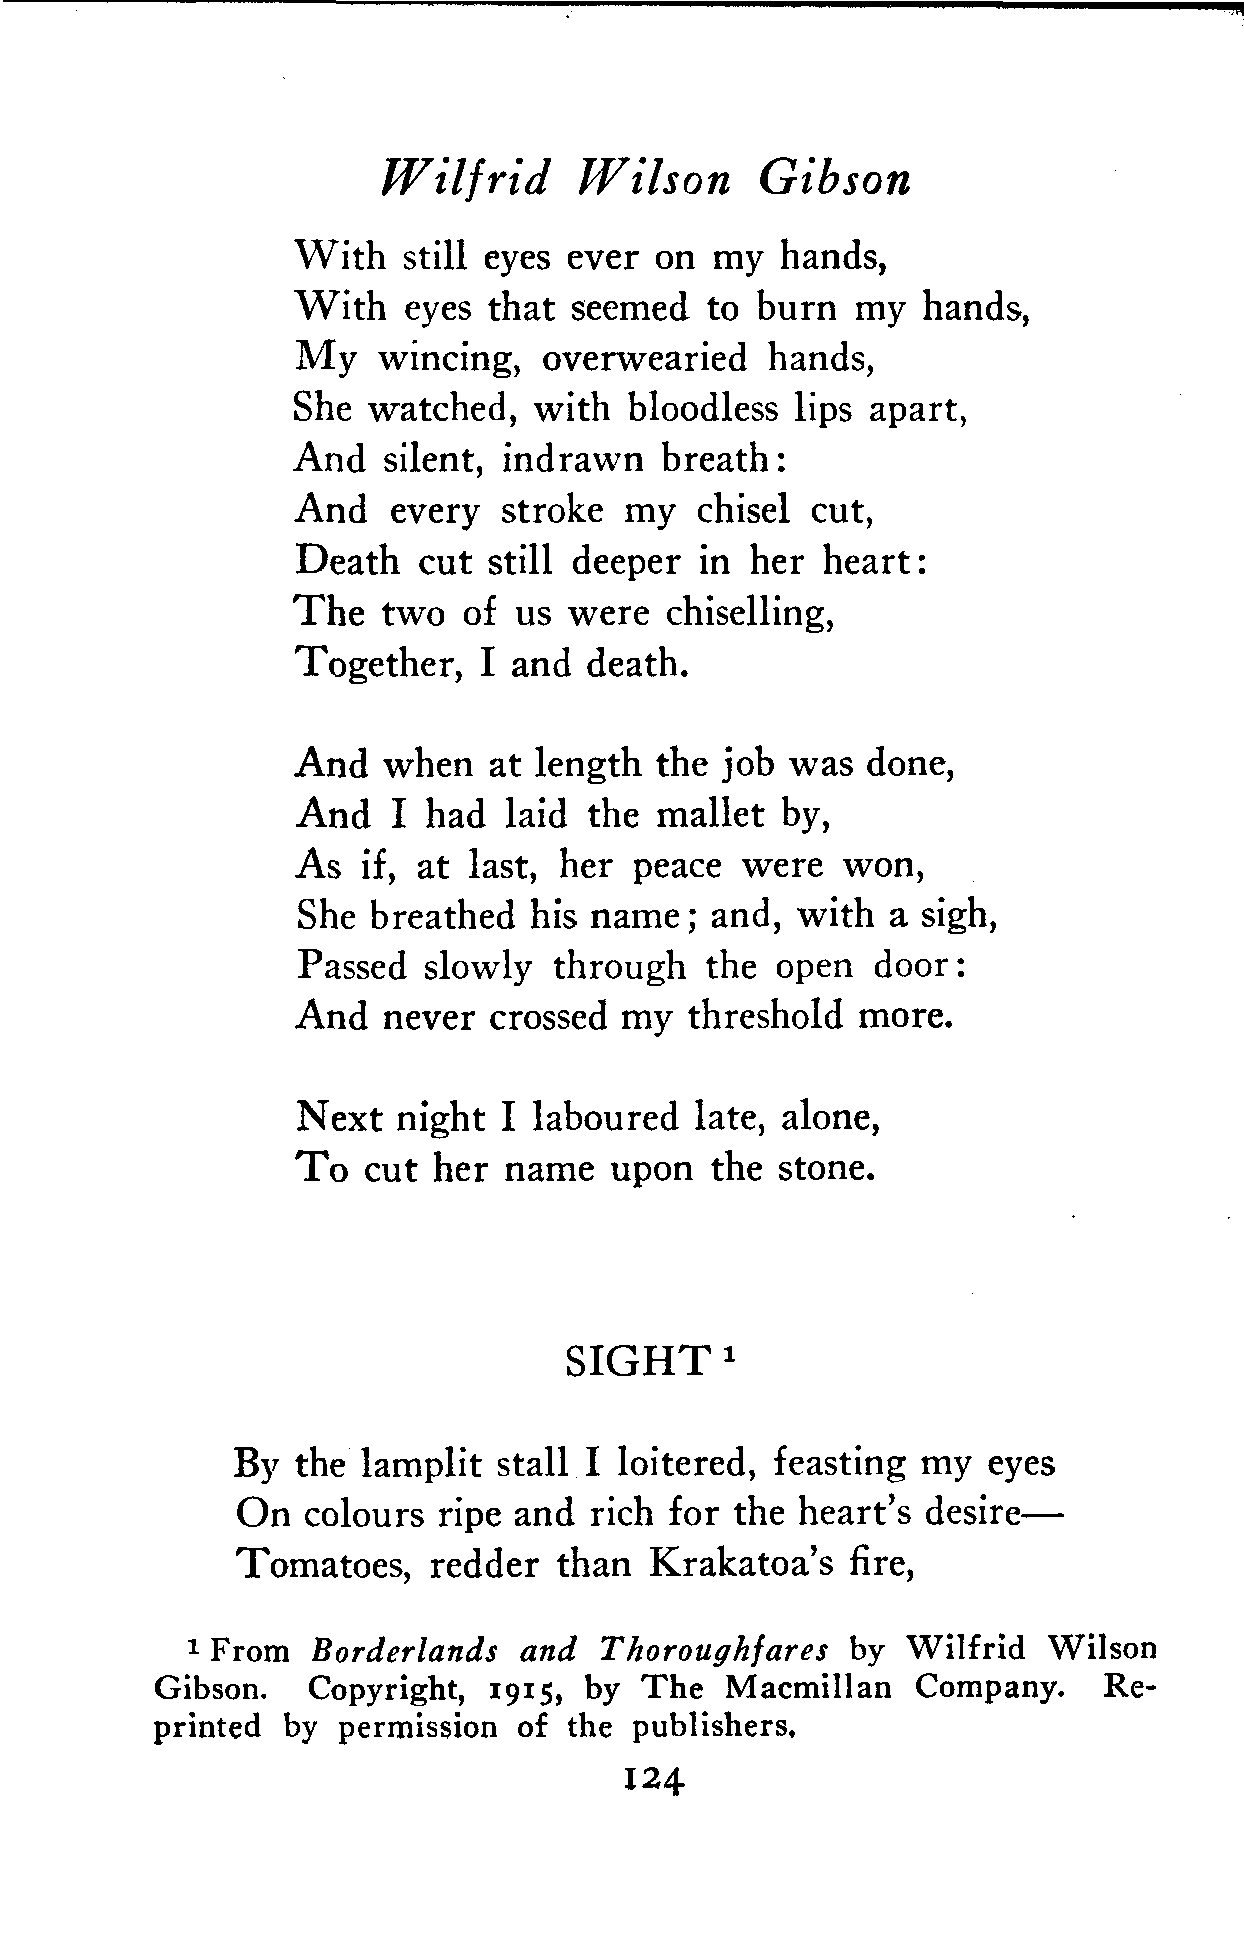 Wilfrid Wilson Gibson
With still eyes ever on my hands,
With eyes that seemed to burn my hands,
My wincing, overwearied hands,
She watched, with bloodless lips apart,
And silent, indrawn breath:
And every stroke my chisel cut,
Death cut still deeper in her heart:
The two of us were chiselling,
Together, I and death.
And when at length the job was done,
And I had laid the mallet by,
As if, at last, her peace were won,
She breathed his name; and, with a sigh,
Passed slowly through the open door:
And never crossed my threshold more.
Next night I laboured late, alone,
To cut her name upon the stone.
SIGHT ¹
By the lamplit stall I loitered, feasting my eyes
On colours ripe and rich for the heart's desire—
Tomatoes, redder than Krakatoa's fire,
¹ From Borderlands and Thoroughfares by Wilfrid Wilson
Gibson. Copyright, 1915, by The Macmillan Company. Re-
printed by permission of the publishers.
124